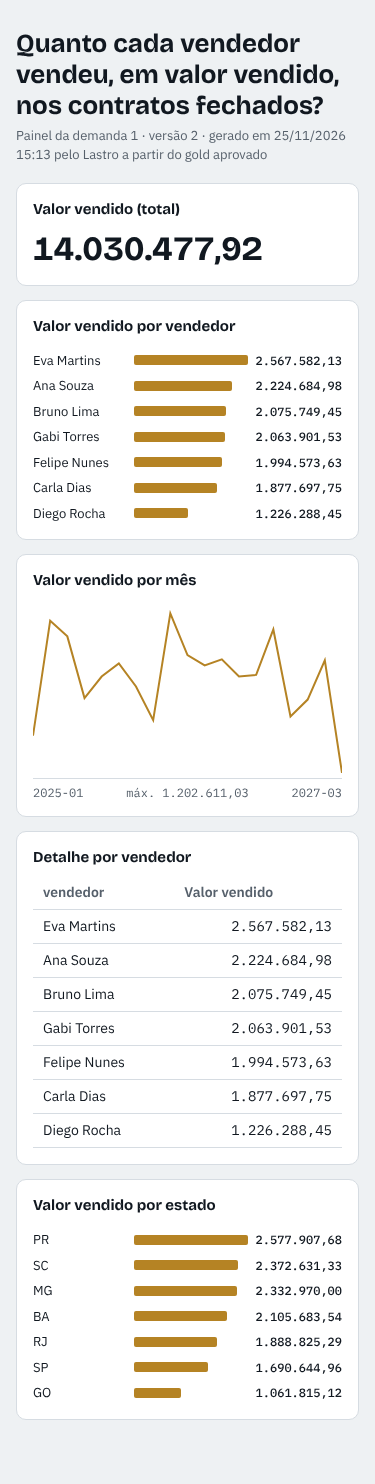 Quanto cada vendedor
vendeu, em valor vendido,
nos contratos fechados?
Painel da demanda 1 · versão 2 · gerado em 25/11/2026
15:13 pelo Lastro a partir do gold aprovado
Valor vendido (total)
14.030.477,92
Valor vendido por vendedor
Eva Martins 2.567.582,13
Ana Souza 2.224.684,98
Bruno Lima 2.075.749,45
Gabi Torres 2.063.901,53
Felipe Nunes 1.994.573,63
Carla Dias 1.877.697,75
Diego Rocha 1.226.288,45
Valor vendido por mês
2025-01 máx. 1.202.611,03 2027-03
Detalhe por vendedor
vendedor Valor vendido
Eva Martins 2.567.582,13
Ana Souza 2.224.684,98
Bruno Lima 2.075.749,45
Gabi Torres 2.063.901,53
Felipe Nunes 1.994.573,63
Carla Dias 1.877.697,75
Diego Rocha 1.226.288,45
Valor vendido por estado
PR 2.577.907,68
SC 2.372.631,33
MG 2.332.970,00
BA 2.105.683,54
RJ 1.888.825,29
SP 1.690.644,96
GO 1.061.815,12